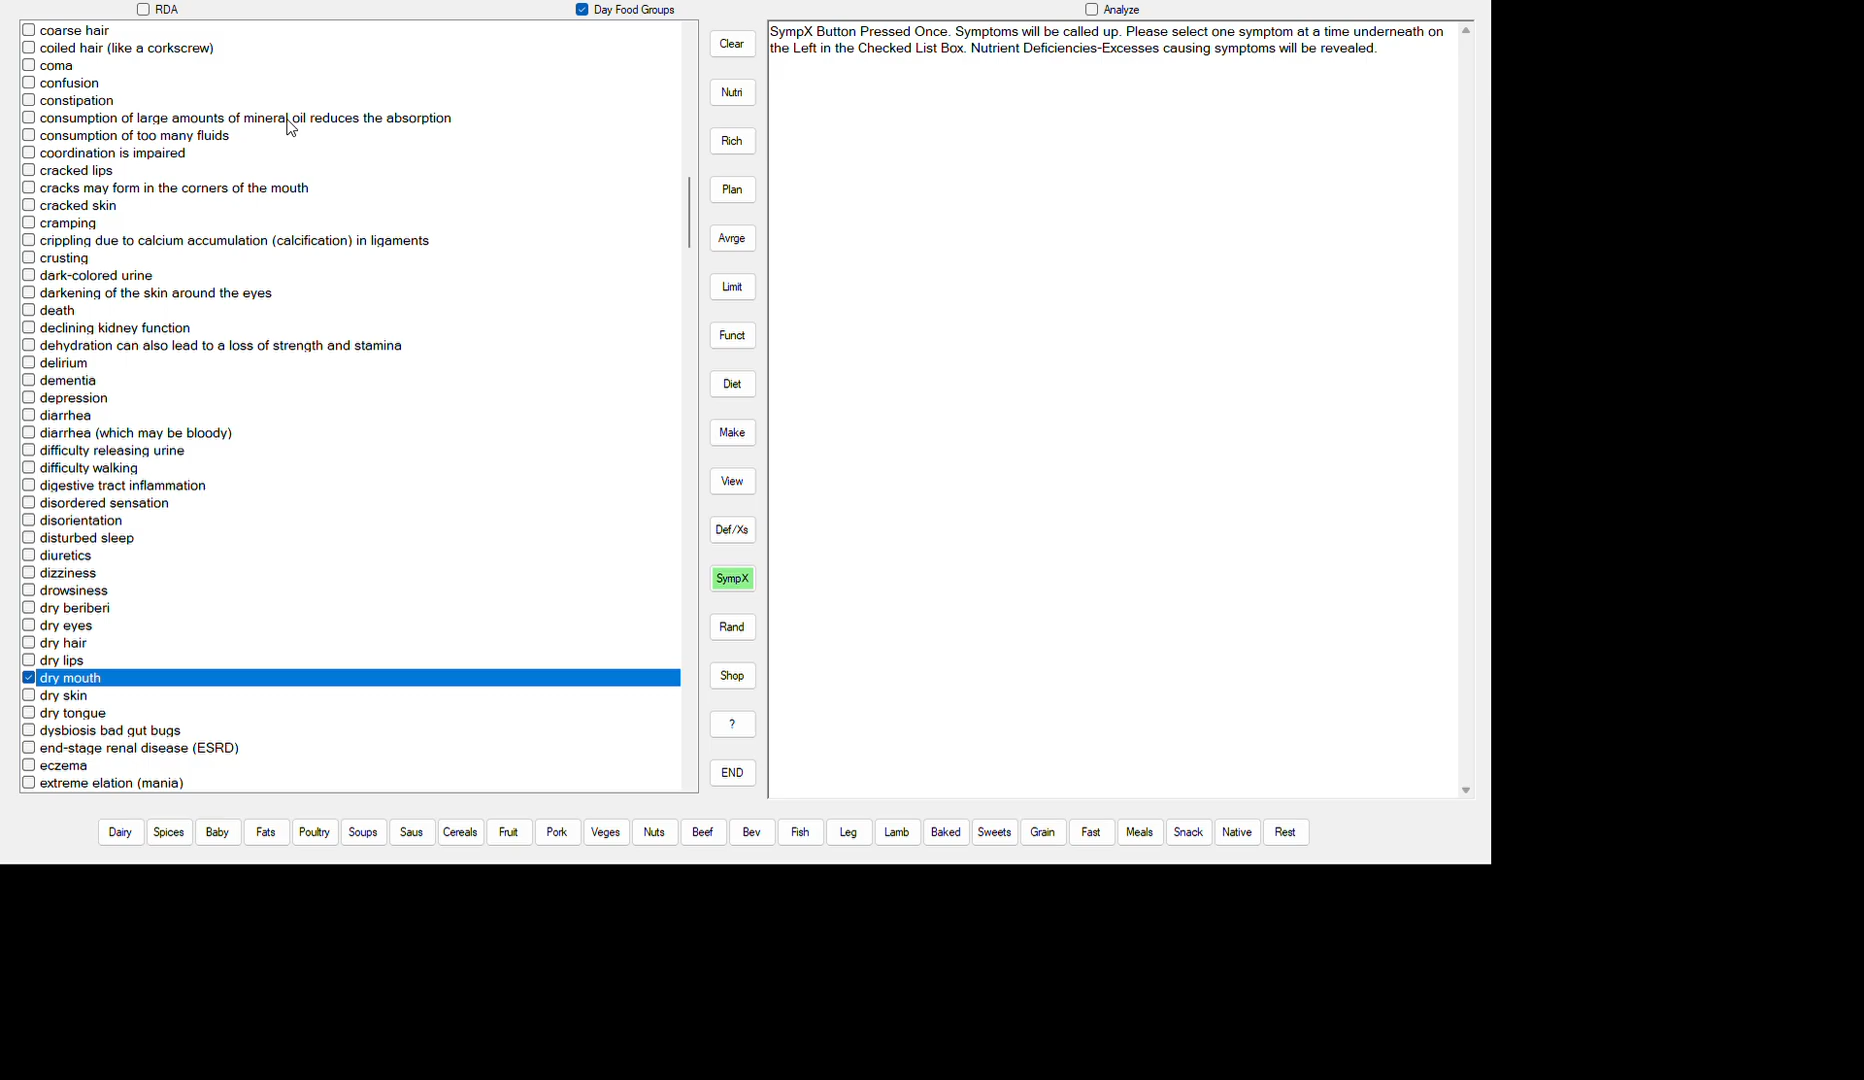 RDA
Day Food Groups
Analyze
coarse hair
coiled hair (like a corkscrew)
coma
confusion
constipation
consumption of large amounts of mineral oil reduces the absorption
consumption of too many fluids
coordination is impaired
cracked lips
cracks may form in the corners of the mouth
cracked skin
cramping
crippling due to calcium accumulation (calcification) in ligaments
crusting
dark-colored urine
darkening of the skin around the eyes
death
declining kidney function
dehydration can also lead to a loss of strength and stamina
delirium
dementia
depression
diarrhea
diarrhea (which may be bloody)
difficulty releasing urine
difficulty walking
digestive tract inflammation
disordered sensation
disorientation
disturbed sleep
diuretics
dizziness
drowsiness
dry beriberi
dry eyes
dry hair
dry lips
dry mouth
dry skin
dry tongue
dysbiosis bad gut bugs
end-stage renal disease (ESRD)
eczema
extreme elation (mania)
Clear
Nutri
Rich
Plan
Avrge
Limit
Funct
Diet
Make
View
Def/Xs
SympX
Rand
Shop
?
END
SympX Button Pressed Once. Symptoms will be called up. Please select one symptom at a time underneath on
the Left in the Checked List Box. Nutrient Deficiencies-Excesses causing symptoms will be revealed.
Dairy Spices Baby Fats Poultry Soups Saus Cereals Fruit Pork Veges Nuts Beef Bev Fish Leg Lamb Baked Sweets Grain Fast Meals Snack Native Rest